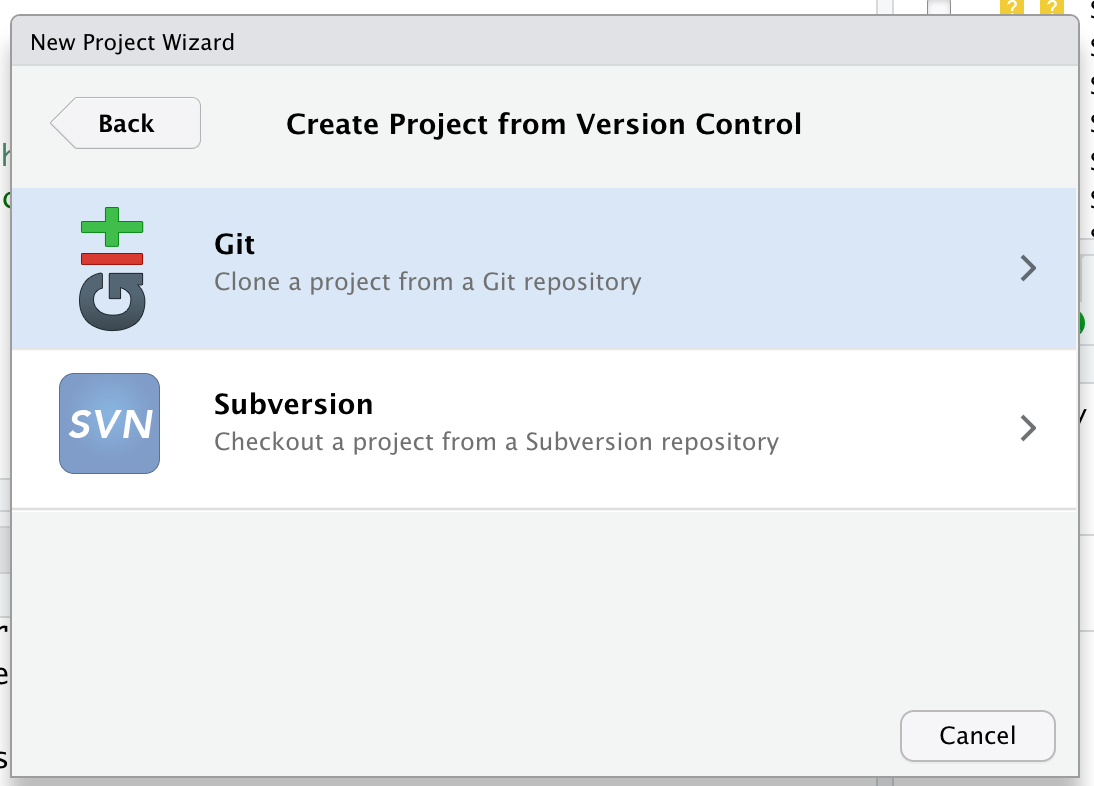 New Project Wizard
Back
Create Project from Version Control
Git
Git
Clone a project from a Git repository
SVN
Subversion
Checkout a project from a Subversion repository
Cancel